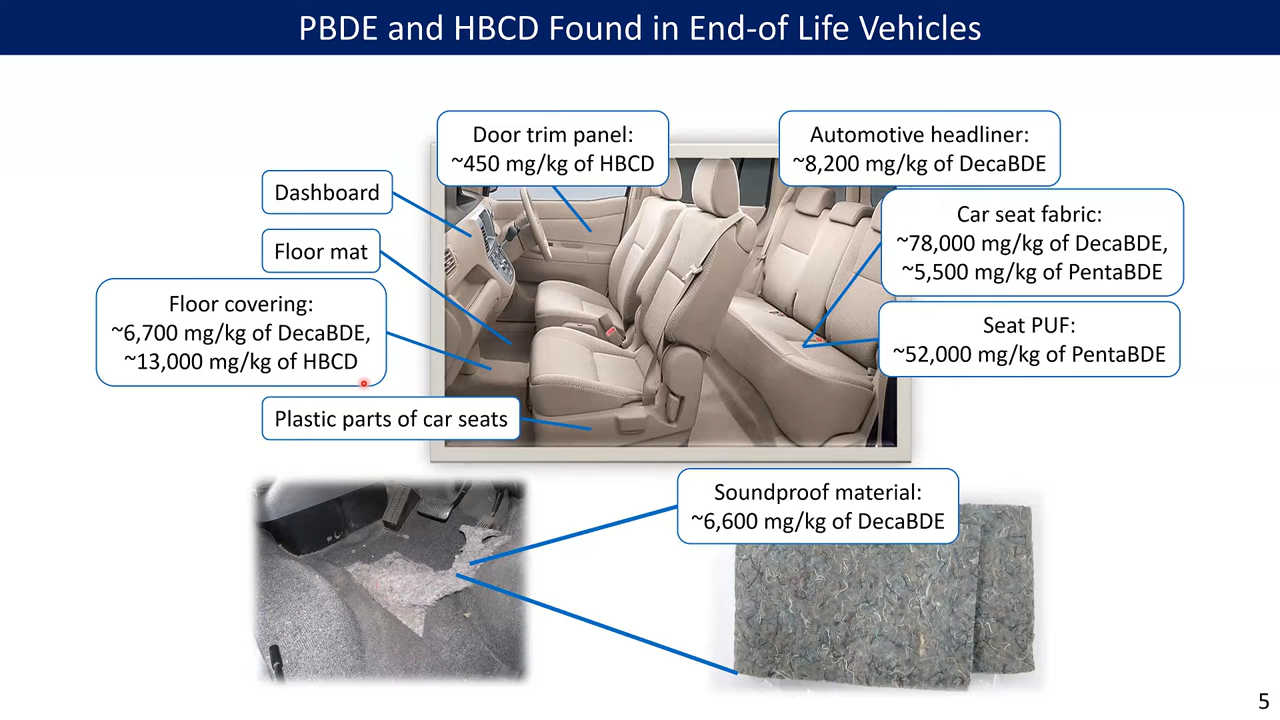 PBDE and HBCD Found in End-of Life Vehicles
Door trim panel:
~450 mg/kg of HBCD
Automotive headliner:
~8,200 mg/kg of DecaBDE
Dashboard
Car seat fabric:
~78,000 mg/kg of DecaBDE,
~5,500 mg/kg of PentaBDE
Floor mat
Floor covering:
~6,700 mg/kg of DecaBDE,
~13,000 mg/kg of HBCD
Seat PUF:
~52,000 mg/kg of PentaBDE
Plastic parts of car seats
Soundproof material:
~6,600 mg/kg of DecaBDE
5